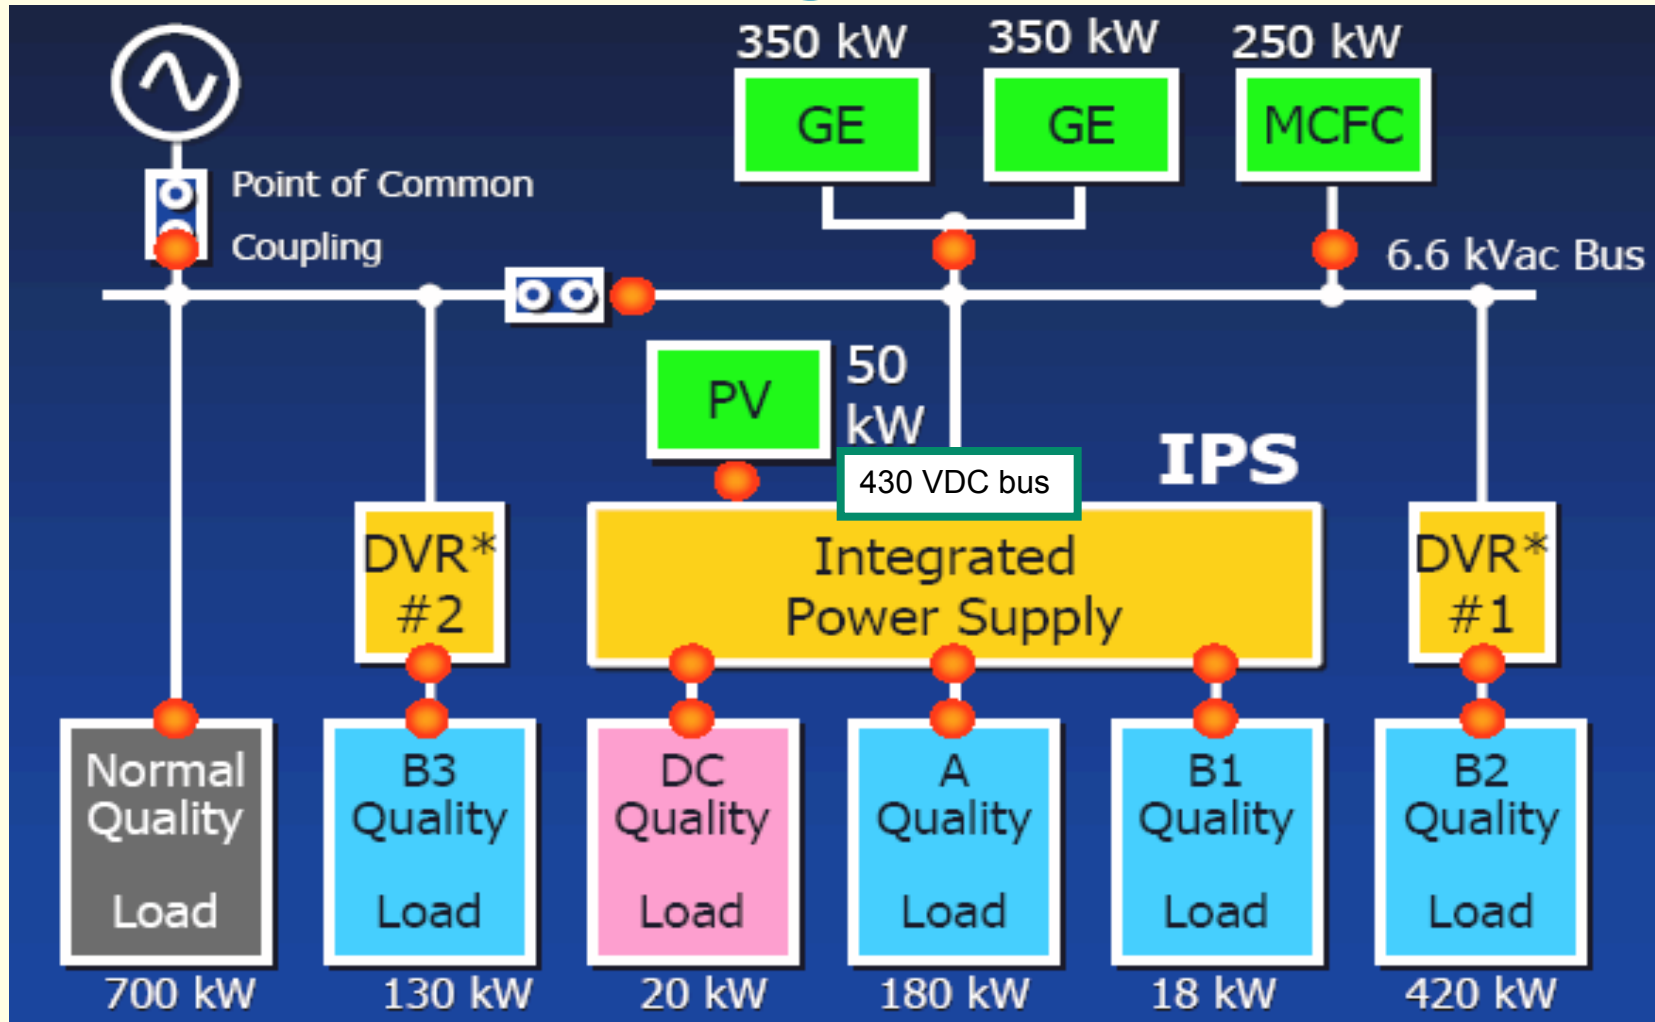 350 kW
350 kW
250 kW
GE
GE
MCFC
Point of Common
Coupling
6.6 kVac Bus
PV
50
kW
430 VDC bus
IPS
DVR*
#2
Integrated
Power Supply
DVR*
#1
Normal
Quality
Load
B3
Quality
Load
DC
Quality
Load
A
Quality
Load
B1
Quality
Load
B2
Quality
Load
700 kW
130 kW
20 kW
180 kW
18 kW
420 kW